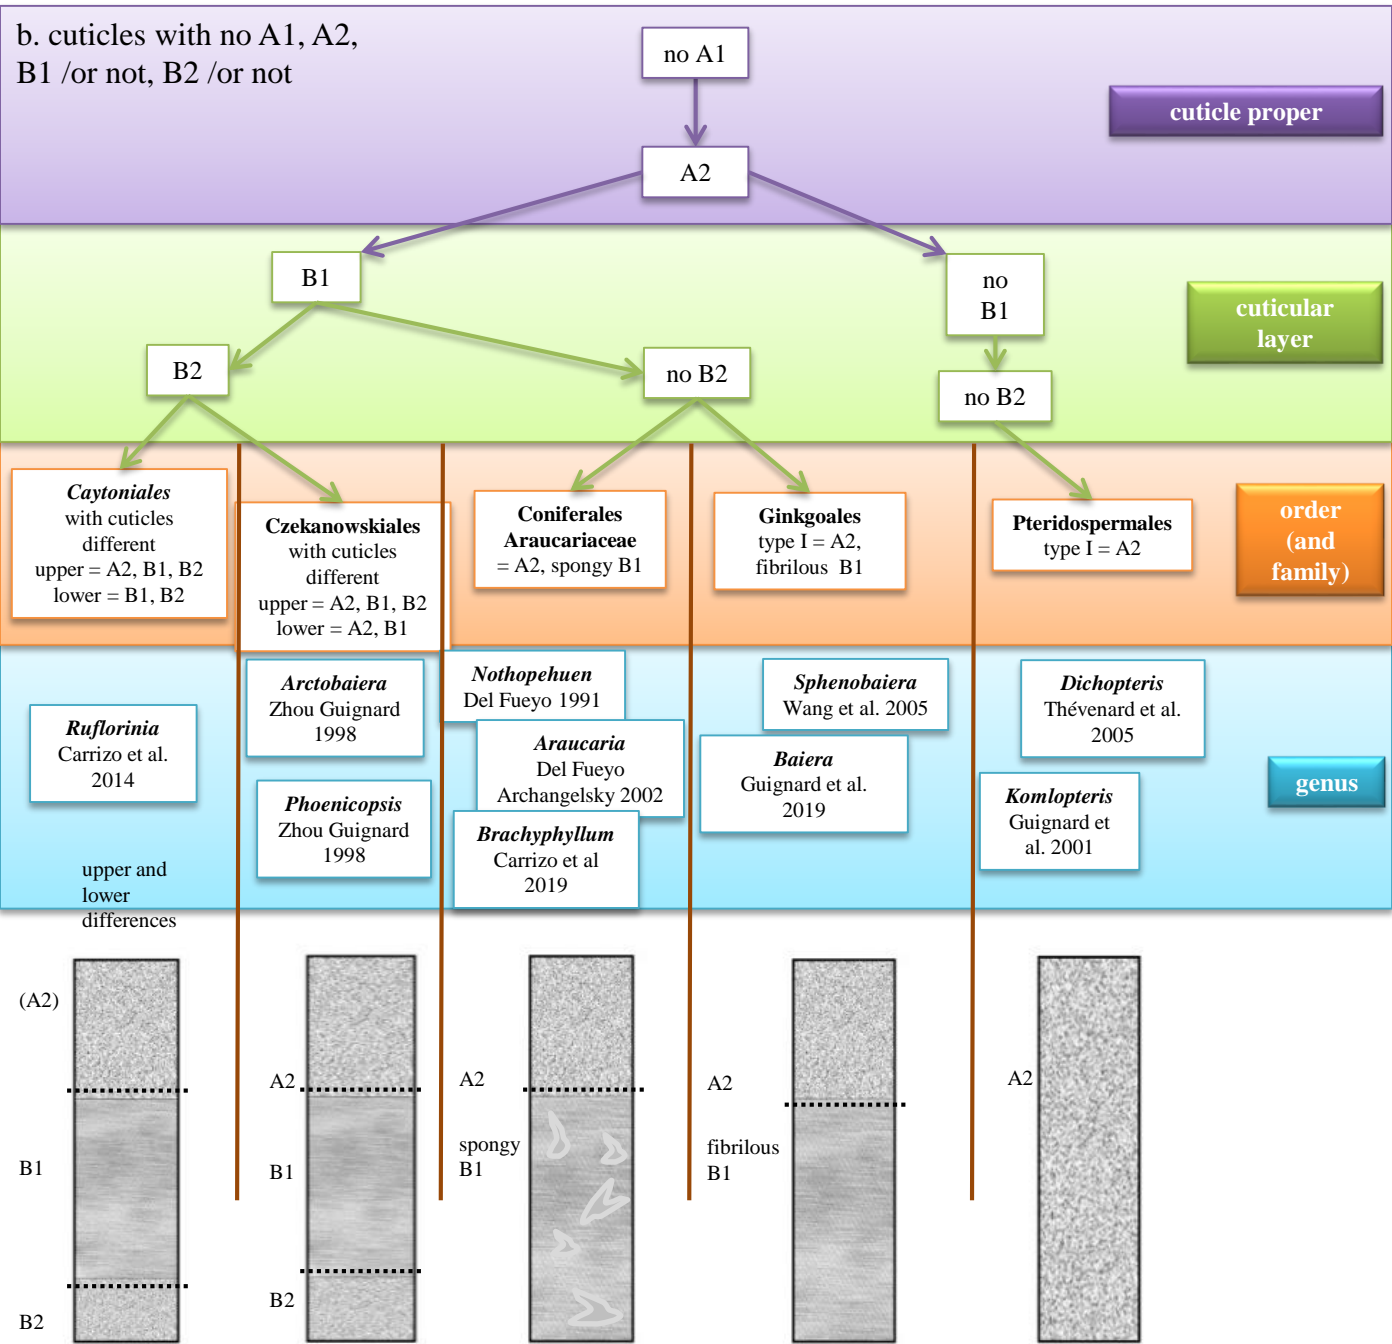 b. cuticles with no A1, A2,
B1 /or not, B2 /or not
no A1
cuticle proper
A2
B1
no
B1
cuticular
layer
B2
no B2
no B2
Caytoniales
with cuticles
different
upper = A2, B1, B2
lower = B1, B2
Czekanowskiales
with cuticles
different
upper = A2, B1, B2
lower = A2, B1
Coniferales
Araucariaceae
= A2, spongy B1
Ginkgoales
type I = A2,
fibrilous B1
Pteridospermales
type I = A2
order
(and
family)
Ruflorinia
Carrizo et al.
2014
Arctobaiera
Zhou Guignard
1998
Phoenicopsis
Zhou Guignard
1998
Nothopehuen
Del Fueyo 1991
Araucaria
Del Fueyo
Archangelsky 2002
Brachyphyllum
Carrizo et al
2019
Sphenobaiera
Wang et al. 2005
Baiera
Guignard et al.
2019
Dichopteris
Thévenard et al.
2005
Komlopteris
Guignard et
al. 2001
genus
upper and
lower
differences
(A2)
B1
B2
A2
B1
B2
A2
spongy
B1
A2
fibrilous
B1
A2